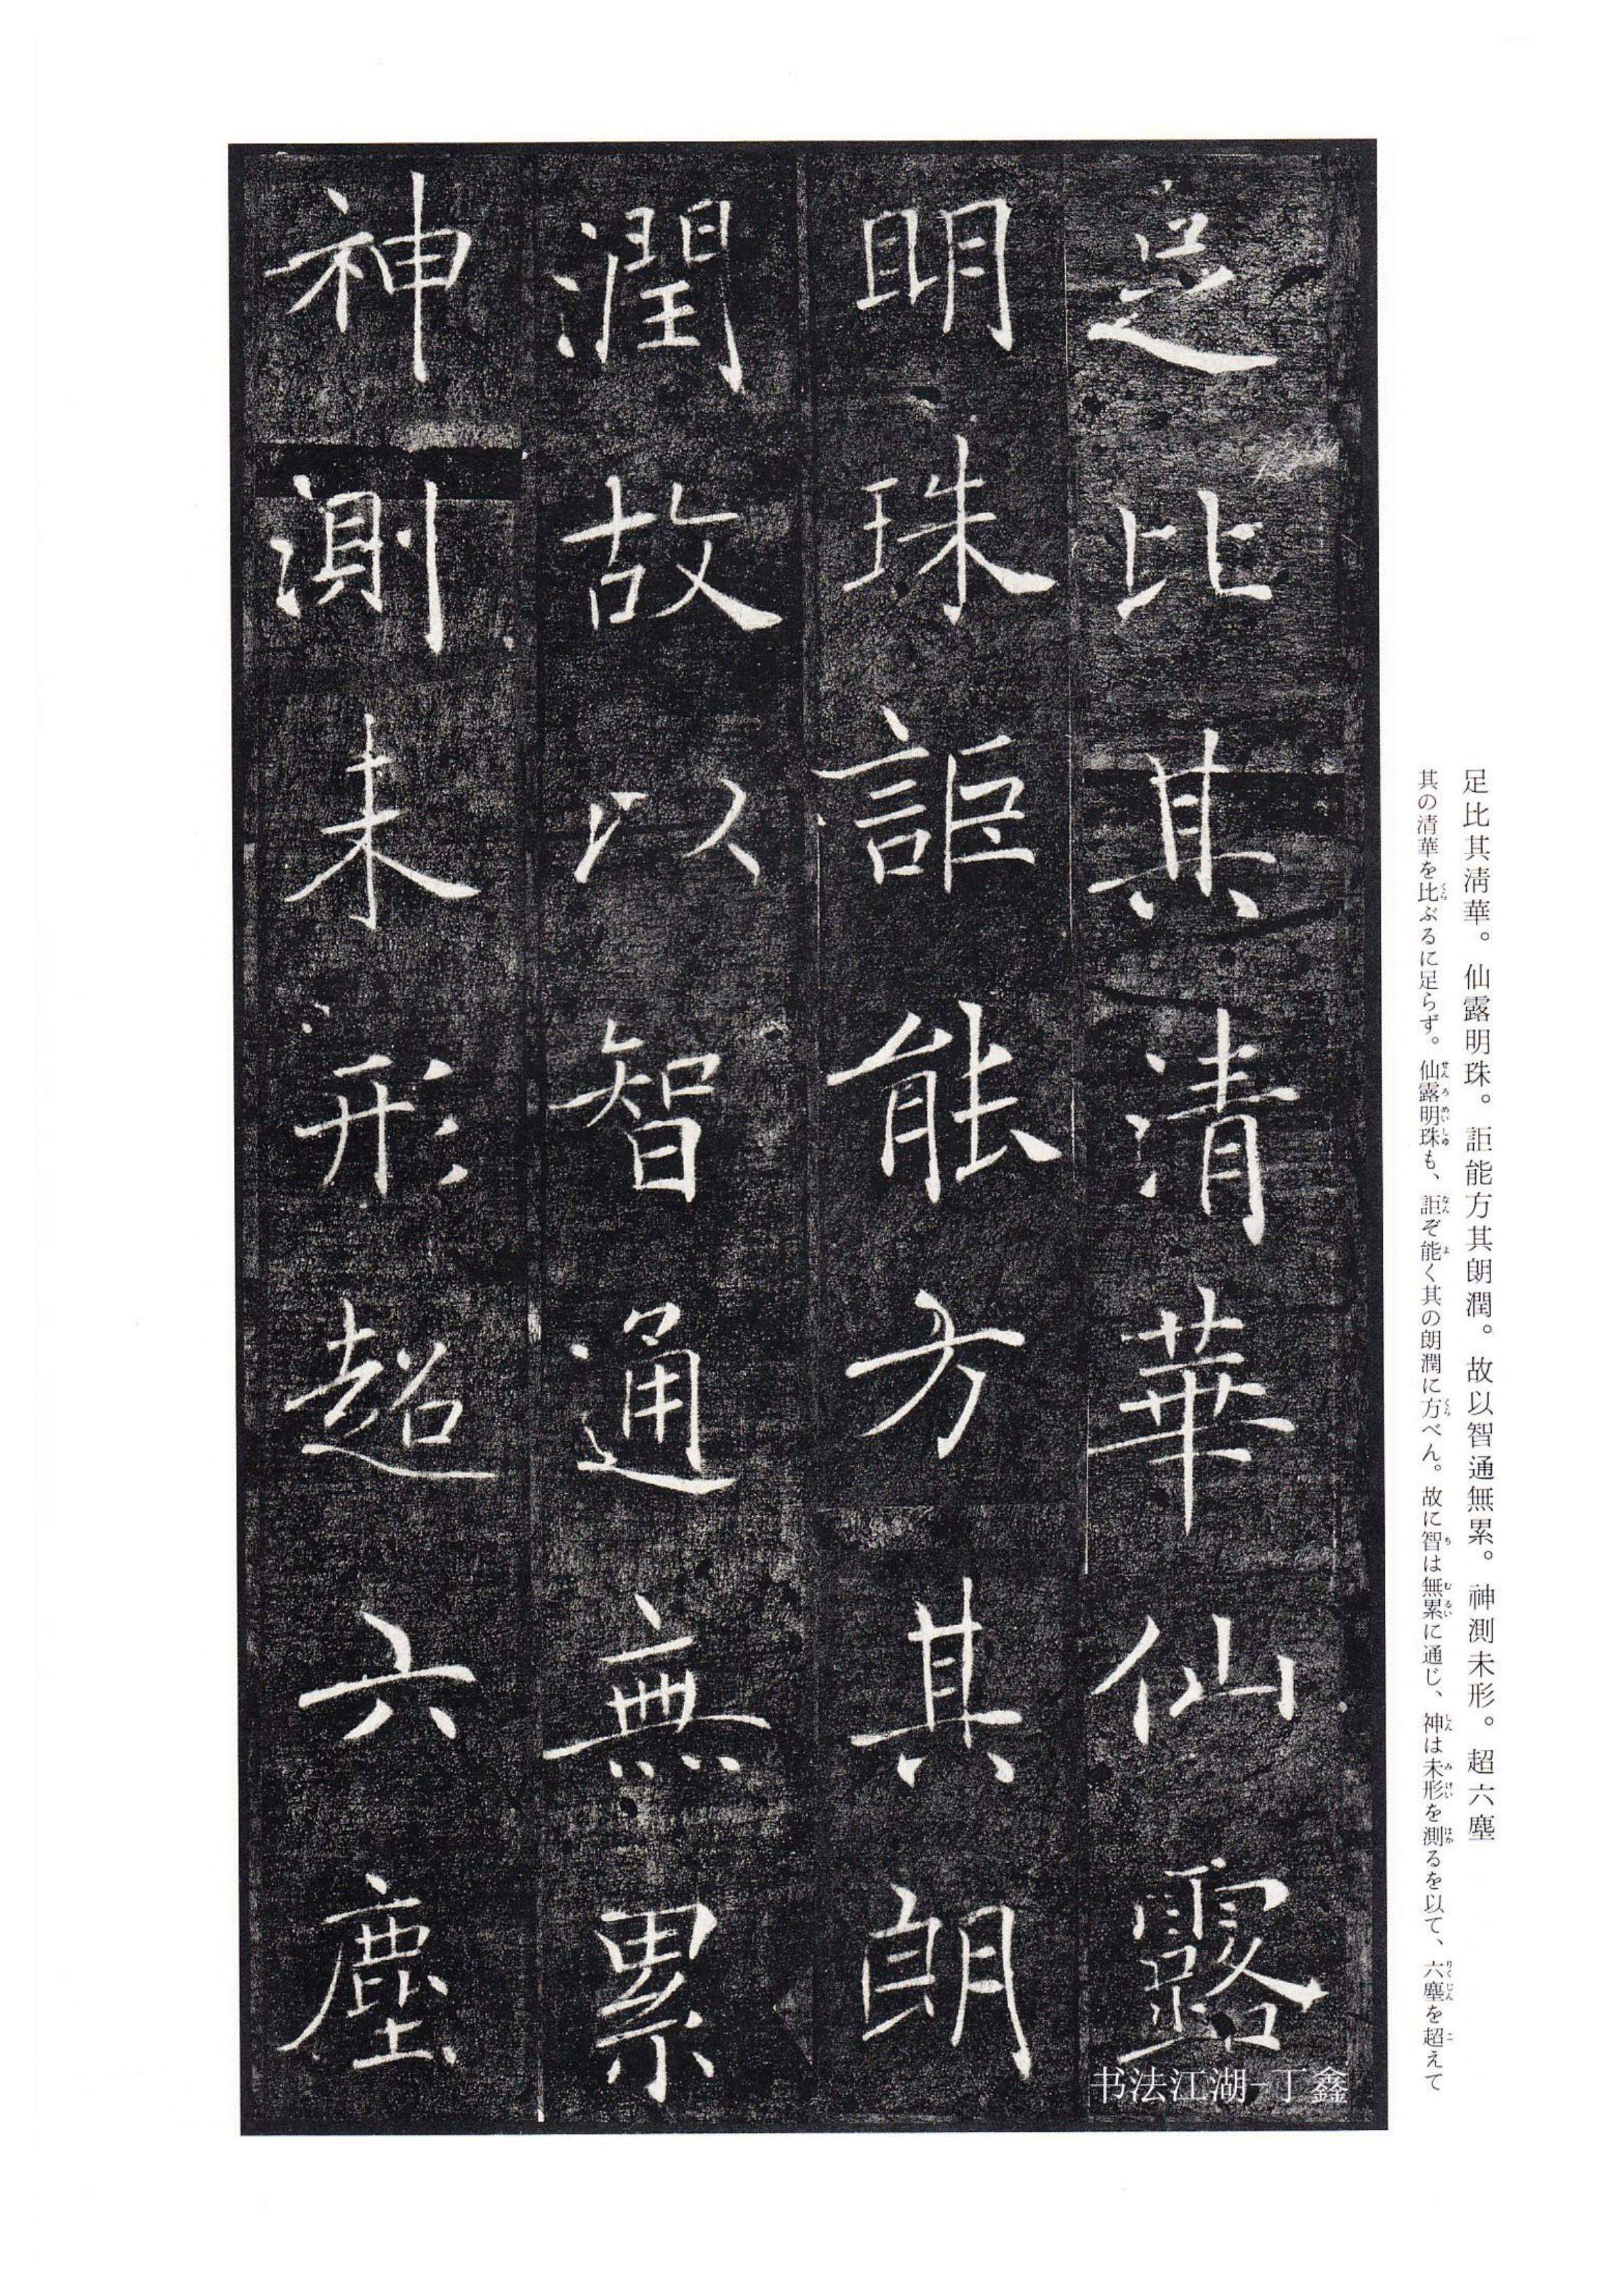 足比其清華。仙露明珠。詎能方其朗潤。故以智通無累。神測未形。超六塵
其の清華を比ぶるに足らず。仙露明珠も、詎ぞ能く其の朗潤に方べん。故に智は無累に通じ、神は未形を測るを以て、六塵を超えて
足比其清華仙露
明珠詎能方其朗
潤故以智通無累
神測未形超六塵
书法江湖-丁鑫